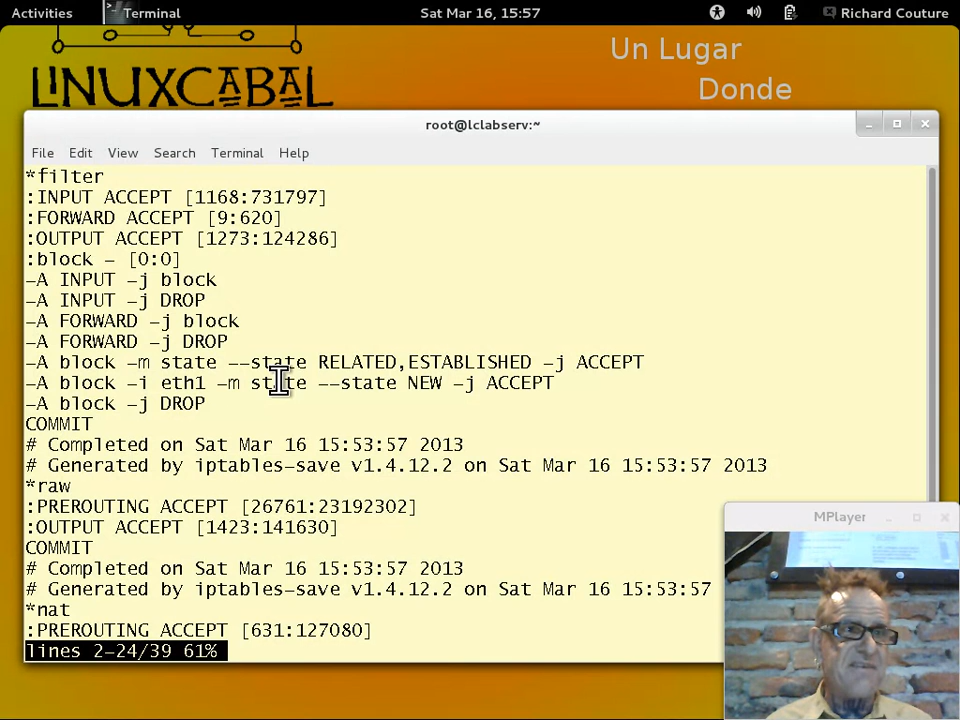 Activities
Terminal
Sat Mar 16, 15:57
Richard Couture
LINUXCABAL
Un Lugar
Donde
root@lclabserv:~
File Edit View Search Terminal Help
*filter
:INPUT ACCEPT [1168:731797]
:FORWARD ACCEPT [9:620]
:OUTPUT ACCEPT [1273:124286]
:block - [0:0]
-A INPUT -j block
-A INPUT -j DROP
-A FORWARD -j block
-A FORWARD -j DROP
-A block -m state --state RELATED,ESTABLISHED -j ACCEPT
-A block -i eth1 -m state --state NEW -j ACCEPT
-A block -j DROP
COMMIT
# Completed on Sat Mar 16 15:53:57 2013
# Generated by iptables-save v1.4.12.2 on Sat Mar 16 15:53:57 2013
*raw
:PREROUTING ACCEPT [26761:23192302]
:OUTPUT ACCEPT [1423:141630]
COMMIT
# Completed on Sat Mar 16 15:53:57 2013
# Generated by iptables-save v1.4.12.2 on Sat Mar 16 15:53:57
*nat
:PREROUTING ACCEPT [631:127080]
lines 2-24/39 61%
MPlayer